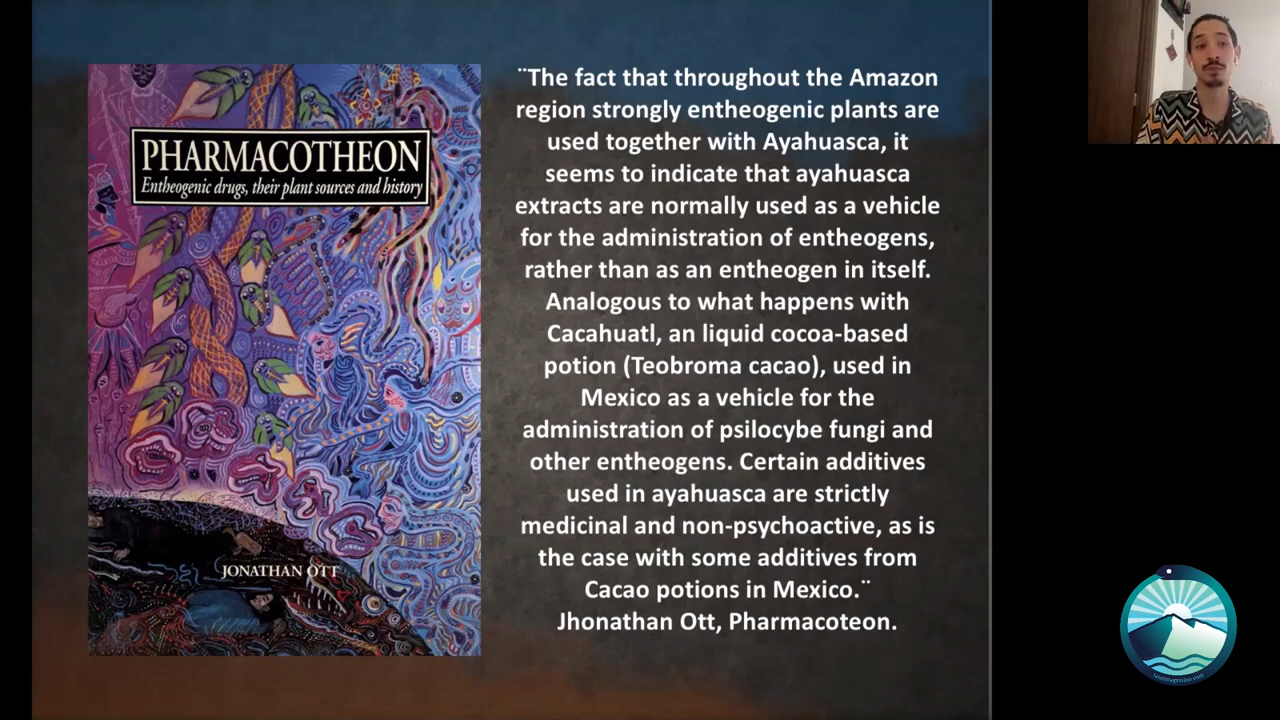 PHARMACOTHEON
Entheogenic drugs, their plant sources and history
JONATHAN OTT
¨The fact that throughout the Amazon
region strongly entheogenic plants are
used together with Ayahuasca, it
seems to indicate that ayahuasca
extracts are normally used as a vehicle
for the administration of entheogens,
rather than as an entheogen in itself.
Analogous to what happens with
Cacahuatl, an liquid cocoa-based
potion (Teobroma cacao), used in
Mexico as a vehicle for the
administration of psilocybe fungi and
other entheogens. Certain additives
used in ayahuasca are strictly
medicinal and non-psychoactive, as is
the case with some additives from
Cacao potions in Mexico.¨
Jhonathan Ott, Pharmacoteon.